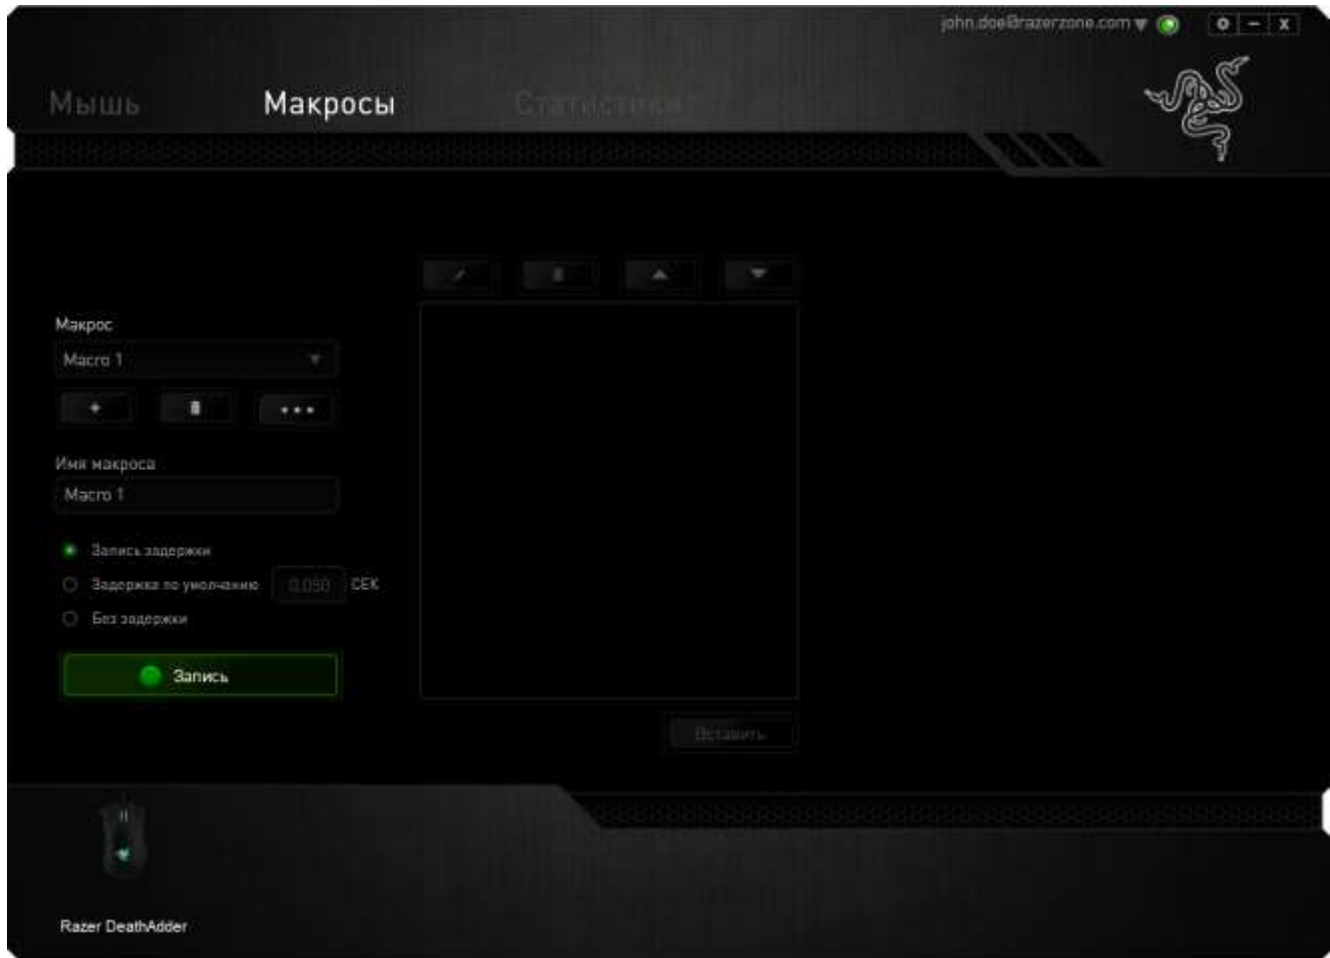 john.doe@razerzone.com
Мышь
Макросы
Статистики
Макрос
Macro 1
Имя макроса
Macro 1
Запись задержки
Задержка по умолчанию 0.050 СЕК
Без задержки
Запись
Вставить
Razer DeathAdder